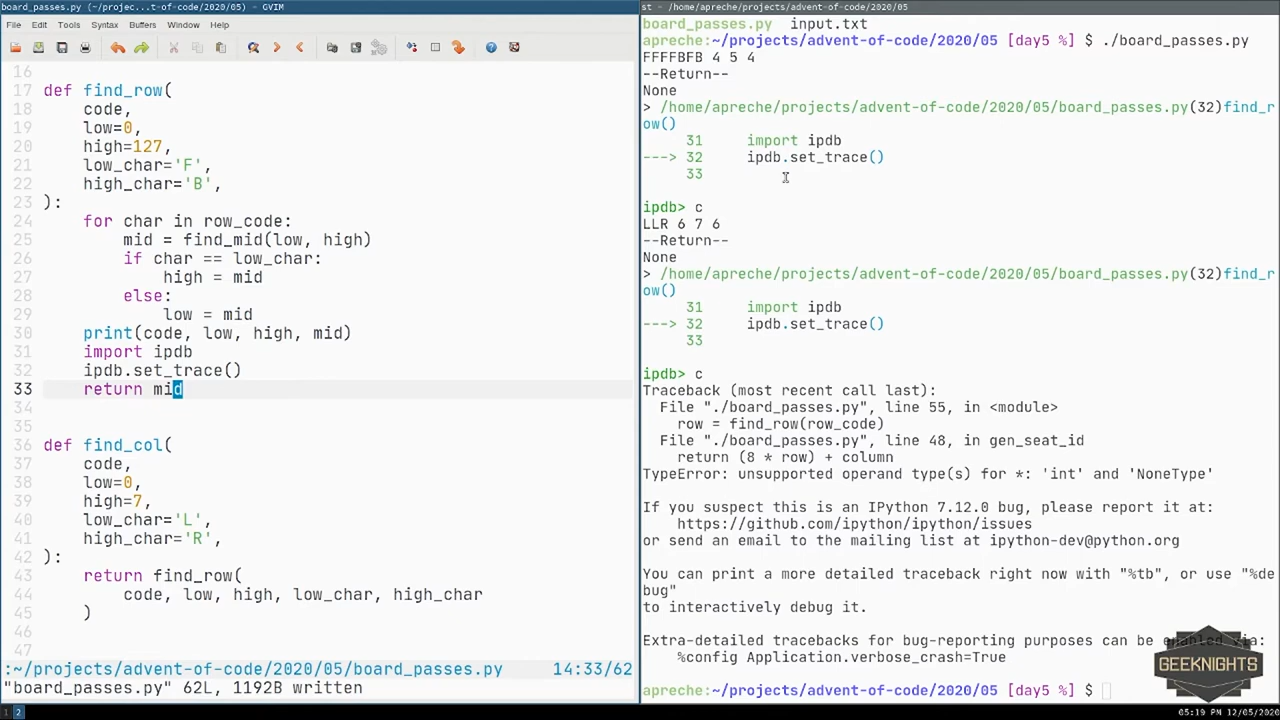 board_passes.py (~/projec...t-of-code/2020/05) - GVIM
File Edit Tools Syntax Buffers Window Help
16
17 def find_row(
18     code,
19     low=0,
20     high=127,
21     low_char='F',
22     high_char='B',
23 ):
24     for char in row_code:
25         mid = find_mid(low, high)
26         if char == low_char:
27             high = mid
28         else:
29             low = mid
30     print(code, low, high, mid)
31     import ipdb
32     ipdb.set_trace()
33     return mid
34
35
36 def find_col(
37     code,
38     low=0,
39     high=7,
40     low_char='L',
41     high_char='R',
42 ):
43     return find_row(
44         code, low, high, low_char, high_char
45     )
46
47
:~/projects/advent-of-code/2020/05/board_passes.py 14:33/62
"board_passes.py" 62L, 1192B written
st - /home/apreche/projects/advent-of-code/2020/05
board_passes.py  input.txt
apreche:~/projects/advent-of-code/2020/05 [day5 %] $ ./board_passes.py
FFFFBFB 4 5 4
--Return--
None
> /home/apreche/projects/advent-of-code/2020/05/board_passes.py(32)find_r
ow()
     31     import ipdb
---> 32     ipdb.set_trace()
     33
ipdb> c
LLR 6 7 6
--Return--
None
> /home/apreche/projects/advent-of-code/2020/05/board_passes.py(32)find_r
ow()
     31     import ipdb
---> 32     ipdb.set_trace()
     33
ipdb> c
Traceback (most recent call last):
  File "./board_passes.py", line 55, in <module>
    row = find_row(row_code)
  File "./board_passes.py", line 48, in gen_seat_id
    return (8 * row) + column
TypeError: unsupported operand type(s) for *: 'int' and 'NoneType'
If you suspect this is an IPython 7.12.0 bug, please report it at:
    https://github.com/ipython/ipython/issues
or send an email to the mailing list at ipython-dev@python.org
You can print a more detailed traceback right now with "%tb", or use "%de
bug"
to interactively debug it.
Extra-detailed tracebacks for bug-reporting purposes can be via:
    %config Application.verbose_crash=True
apreche:~/projects/advent-of-code/2020/05 [day5 %] $
GEEKNIGHTS
1 2
05:19 PM 12/05/2020